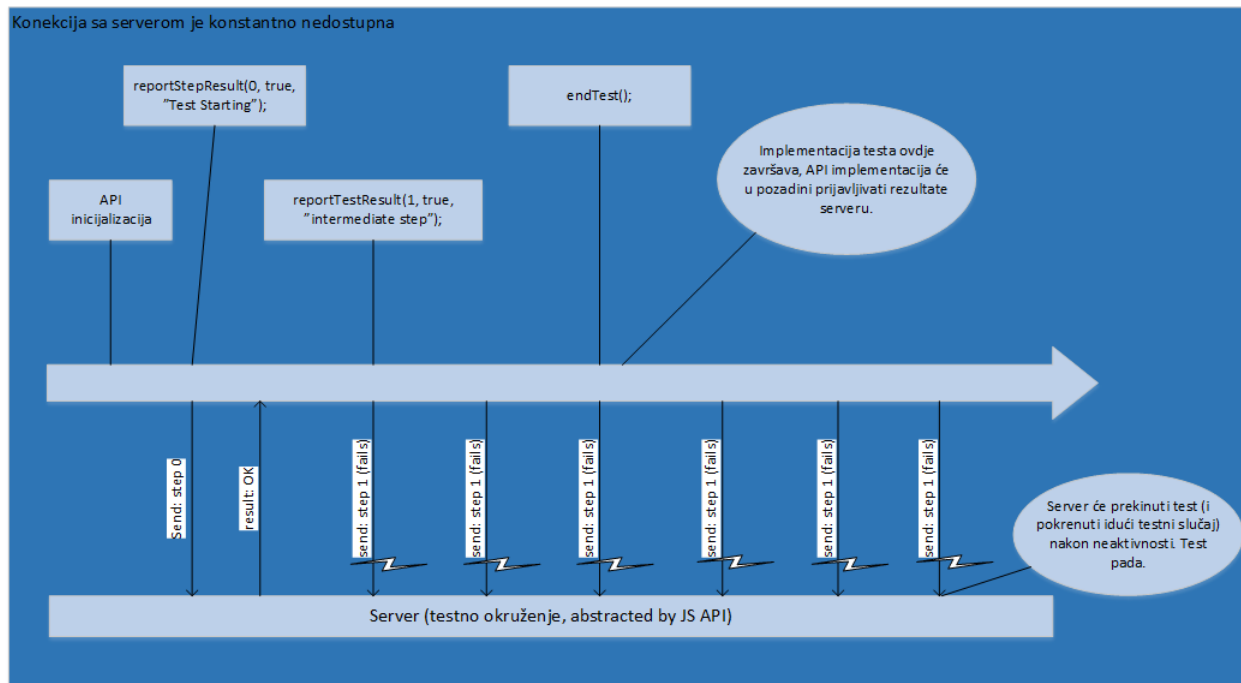 Konekcija sa serverom je konstantno nedostupna
reportStepResult(0, true,
"Test Starting");
endTest();
Implementacija testa ovdje
završava, API implementacija će
u pozadini prijavljivati rezultate
serveru.
API
inicijalizacija
reportTestResult(1, true,
"intermediate step");
Send: step 0
result: OK
send: step 1 (fails)
send: step 1 (fails)
send: step 1 (fails)
send: step 1 (fails)
send: step 1 (fails)
send: step 1 (fails)
Server će prekinuti test (i
pokrenuti idući testni slučaj)
nakon neaktivnosti. Test
pada.
Server (testno okruženje, abstracted by JS API)